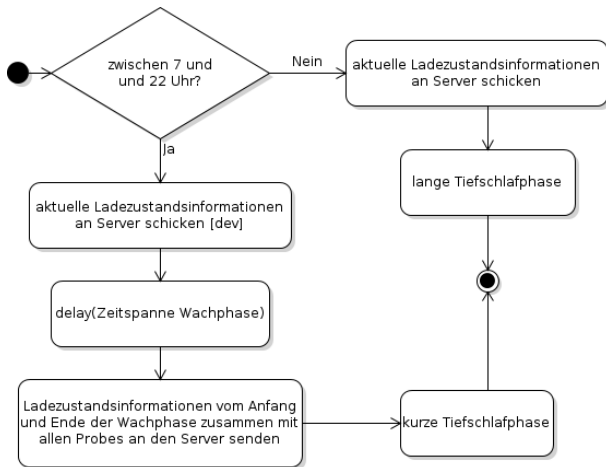 zwischen 7 und
und 22 Uhr?
Nein
aktuelle Ladezustandsinformationen
an Server schicken
Ja
lange Tiefschlafphase
aktuelle Ladezustandsinformationen
an Server schicken [dev]
delay(Zeitspanne Wachphase)
Ladezustandsinformationen vom Anfang
und Ende der Wachphase zusammen mit
allen Probes an den Server senden
kurze Tiefschlafphase